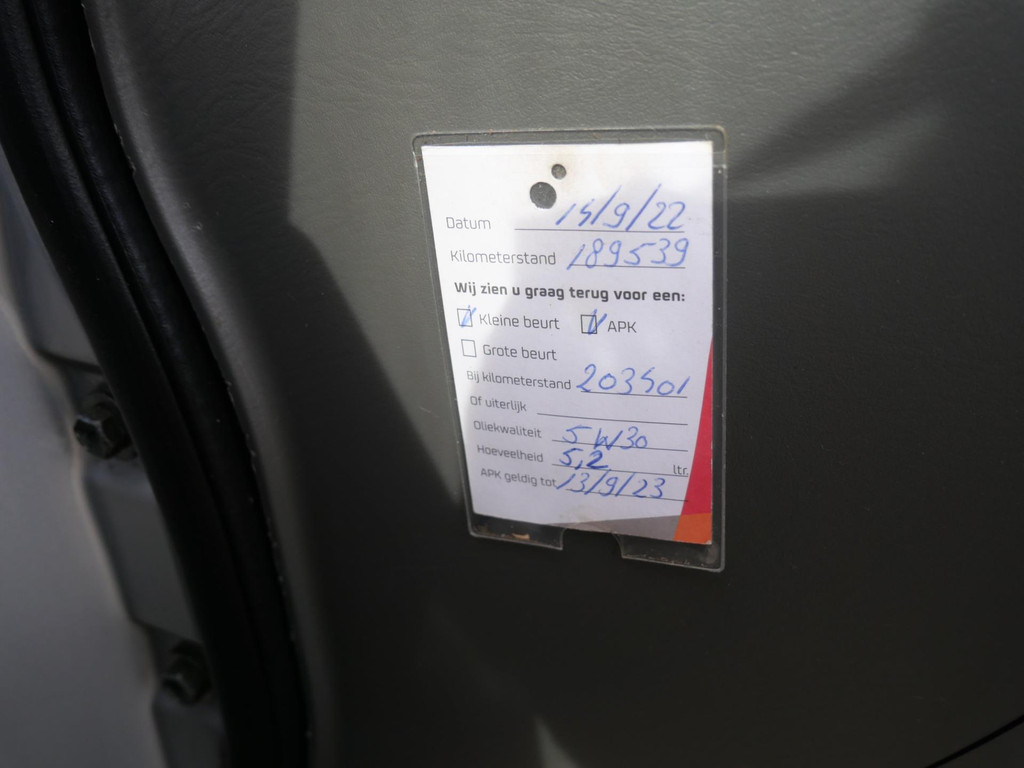 Datum 14/9/22
Kilometerstand 189539
Wij zien u graag terug voor een:
Kleine beurt APK
Grote beurt
Bij kilometerstand 203501
Of uiterlijk
Oliekwaliteit 5W30
Hoeveelheid 5,2 ltr.
APK geldig tot 13/9/23